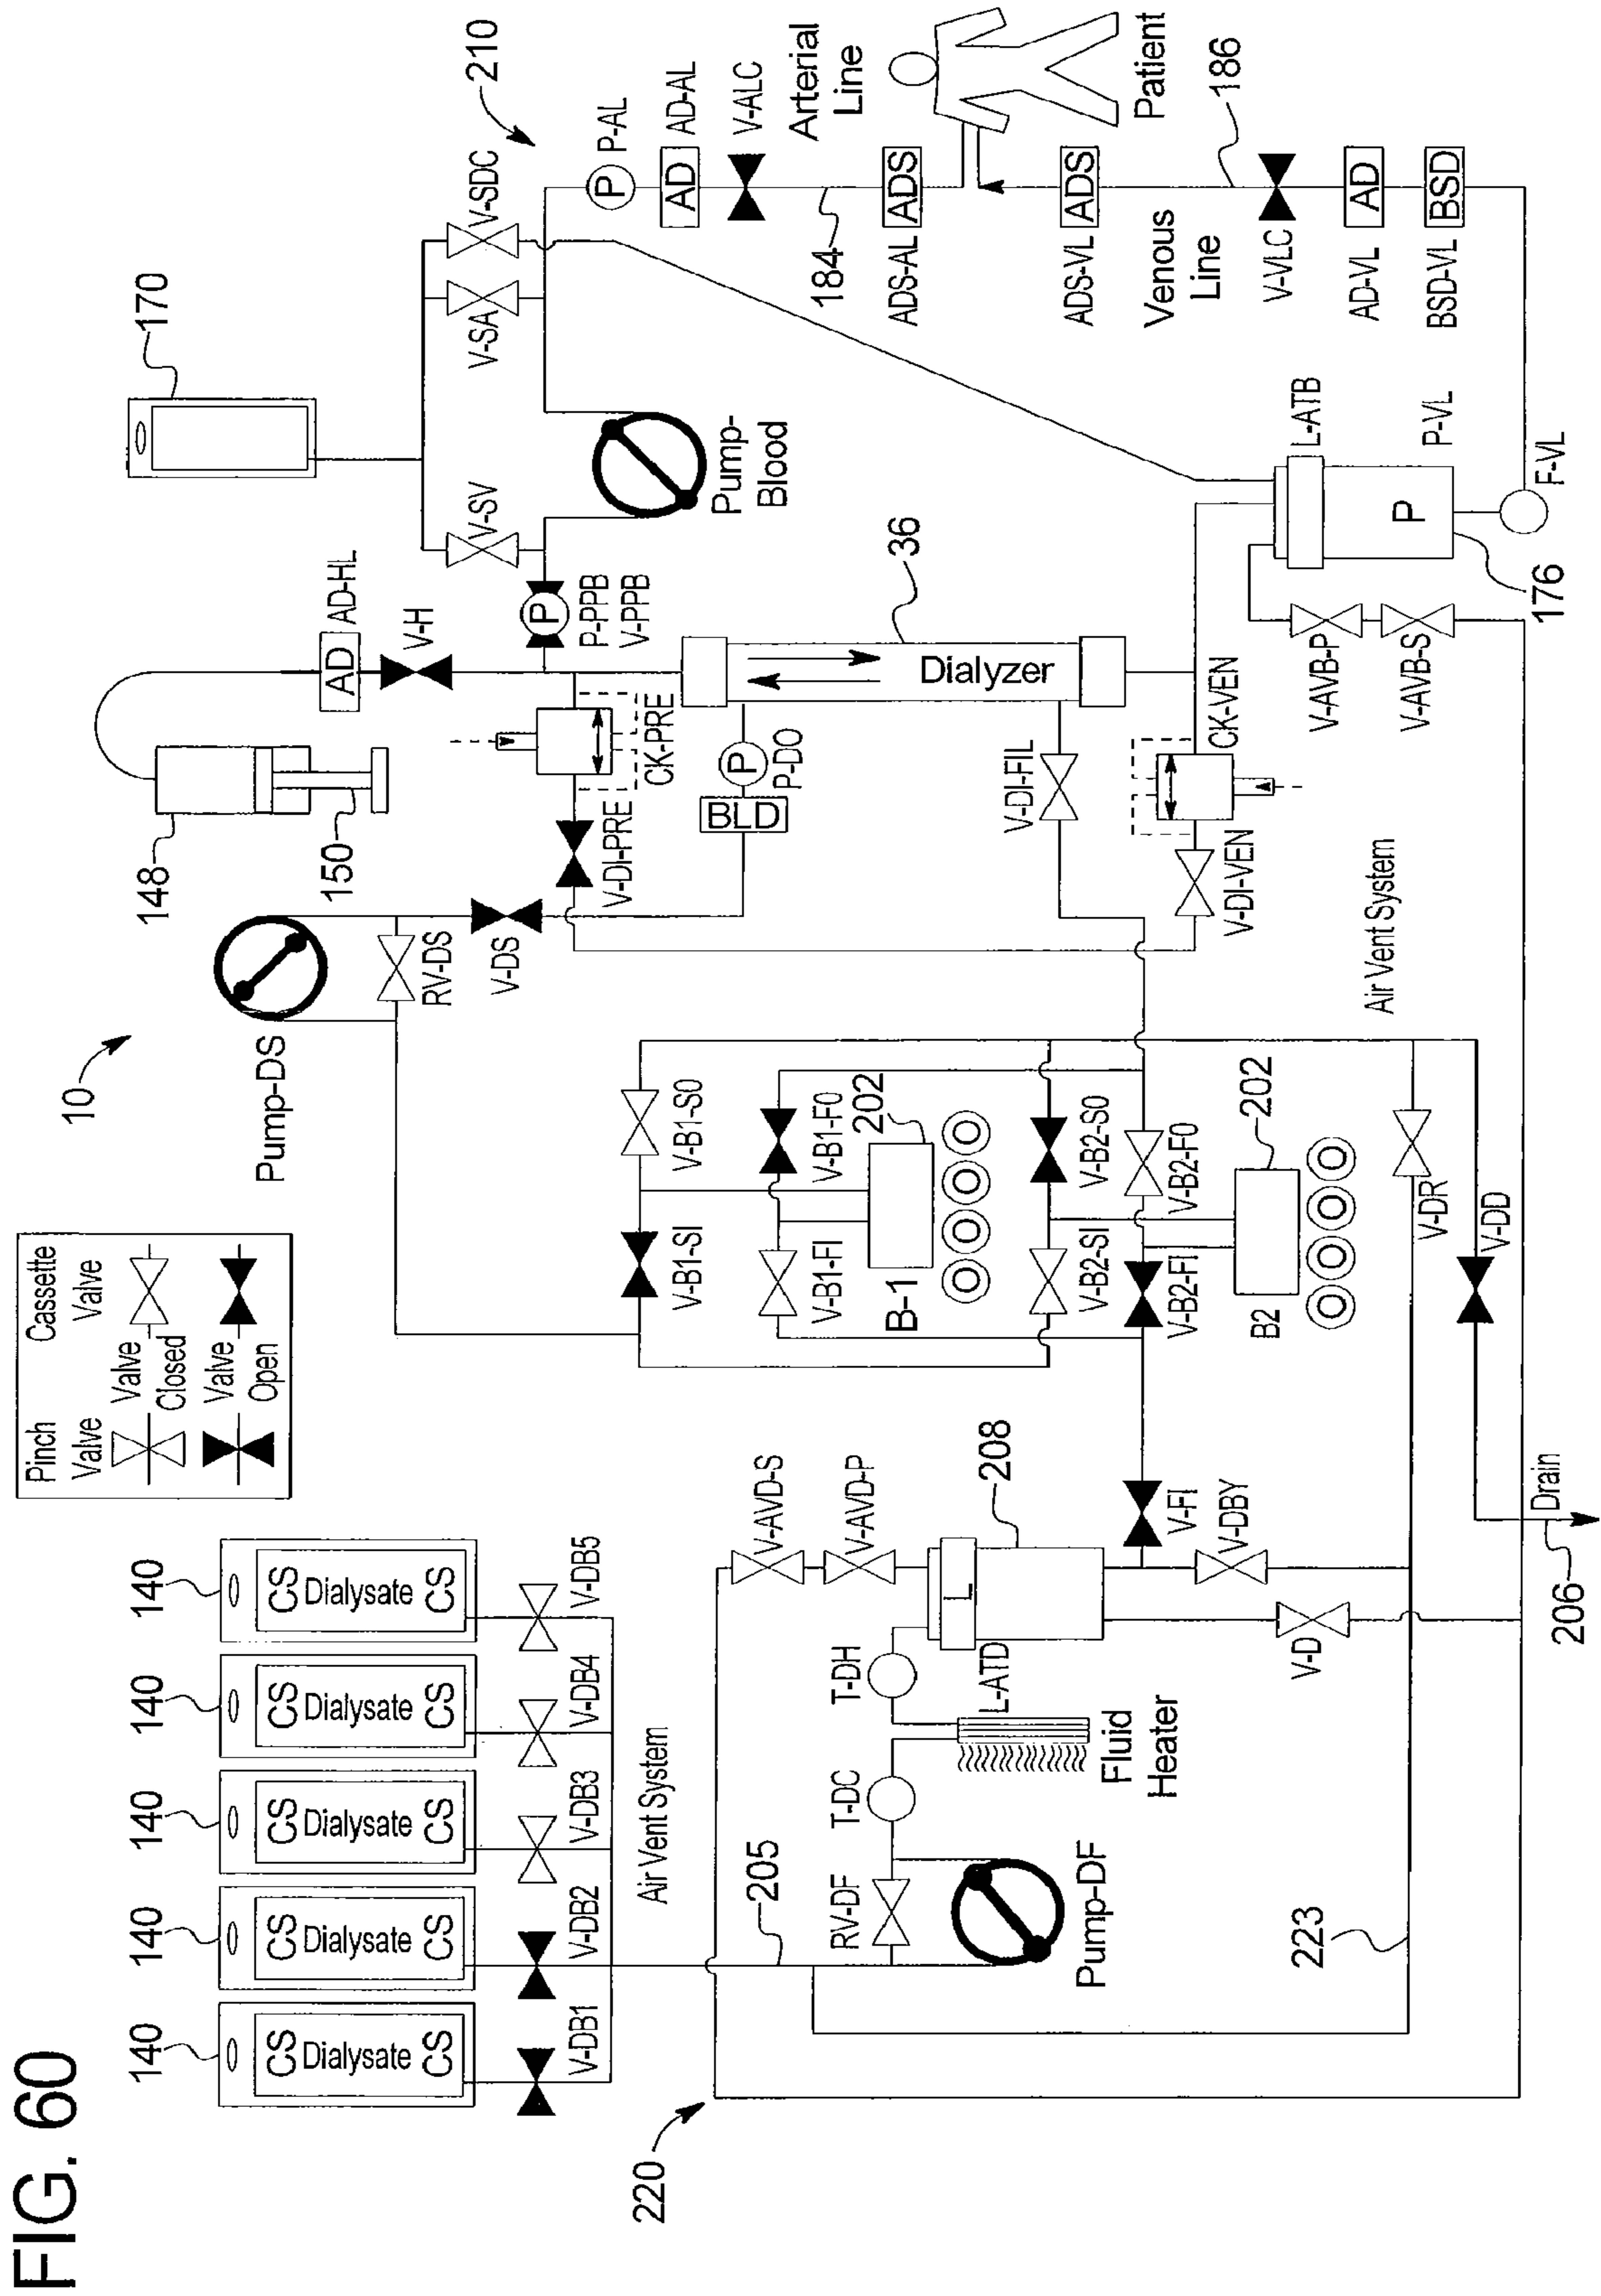 FIG. 60
10
Pinch Valve
Cassette Valve
Valve Closed
Valve Open
140
140
140
140
140
CS Dialysate CS
CS Dialysate CS
CS Dialysate CS
CS Dialysate CS
CS Dialysate CS
V-DB1
V-DB2
V-DB3
V-DB4
V-DB5
Air Vent System
220
205
RV-DF
Pump-DF
T-DC
T-DH
Fluid Heater
L-ATD
L
208
V-AVD-S
V-AVD-P
V-FI
V-DBY
V-D
223
206
Drain
Pump-DS
RV-DS
V-DS
148
150
AD
AD-HL
V-H
170
V-SV
V-SA
V-SDC
210
P
P-AL
AD
AD-AL
V-ALC
Arterial Line
184
ADS
ADS-AL
Patient
ADS
ADS-VL
Venous Line
186
V-VLC
AD
AD-VL
BSD
BSD-VL
F-VL
Pump-Blood
P
P-PPB
V-PPB
CK-PRE
V-DI-PRE
BLD
P
P-DO
36
Dialyzer
V-DI-FIL
CK-VEN
V-DI-VEN
L-ATB
P
P-VL
176
V-AVB-P
V-AVB-S
Air Vent System
V-B1-S0
V-B1-SI
V-B1-F0
V-B1-FI
202
B-1
O O O O
V-B2-S0
V-B2-SI
V-B2-F0
V-B2-FI
202
B2
O O O O
V-DR
V-DD